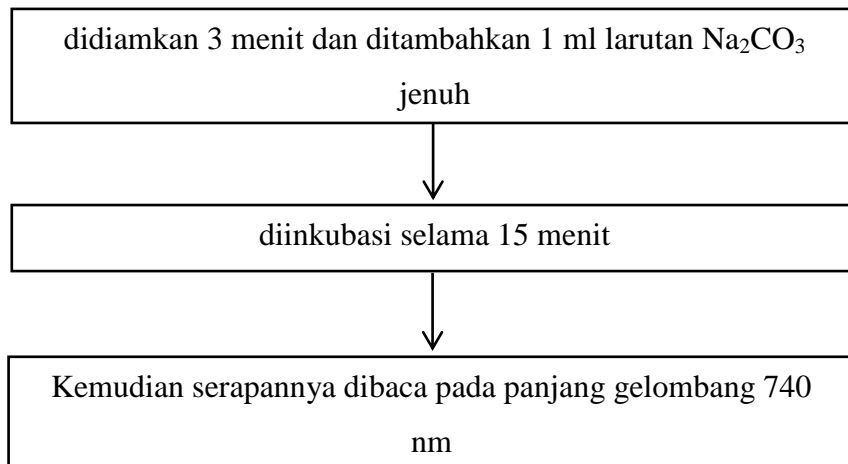 didiamkan 3 menit dan ditambahkan 1 ml larutan Na₂CO₃
jenuh
diinkubasi selama 15 menit
Kemudian serapannya dibaca pada panjang gelombang 740
nm